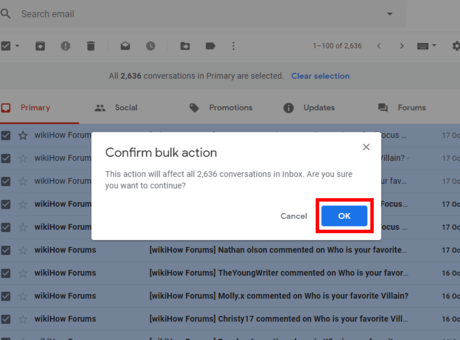 Search email
1–100 of 2,636
All 2,636 conversations in Primary are selected. Clear selection
Primary Social Promotions Updates Forums
wikiHow Forums Focus ... 17 Oc
wikiHow Forums Villain? - 17 Oc
wikiHow Forums fav... 17 Oc
wikiHow Forums Focus 17 Oc
wikiHow Forums Focus ... 17 Oc
Confirm bulk action
This action will affect all 2,636 conversations in Inbox. Are you sure
you want to continue?
Cancel OK
wikiHow Forums [wikiHow Forums] Nathan olson commented on Who is your favorite... 17 Oc
wikiHow Forums [wikiHow Forums] TheYoungWriter commented on Who is your favor... 16 Oc
wikiHow Forums [wikiHow Forums] Molly.x commented on Who is your favorite Villain? 16 Oc
wikiHow Forums [wikiHow Forums] Christy17 commented on Who is your favorite Vill... 16 Oc